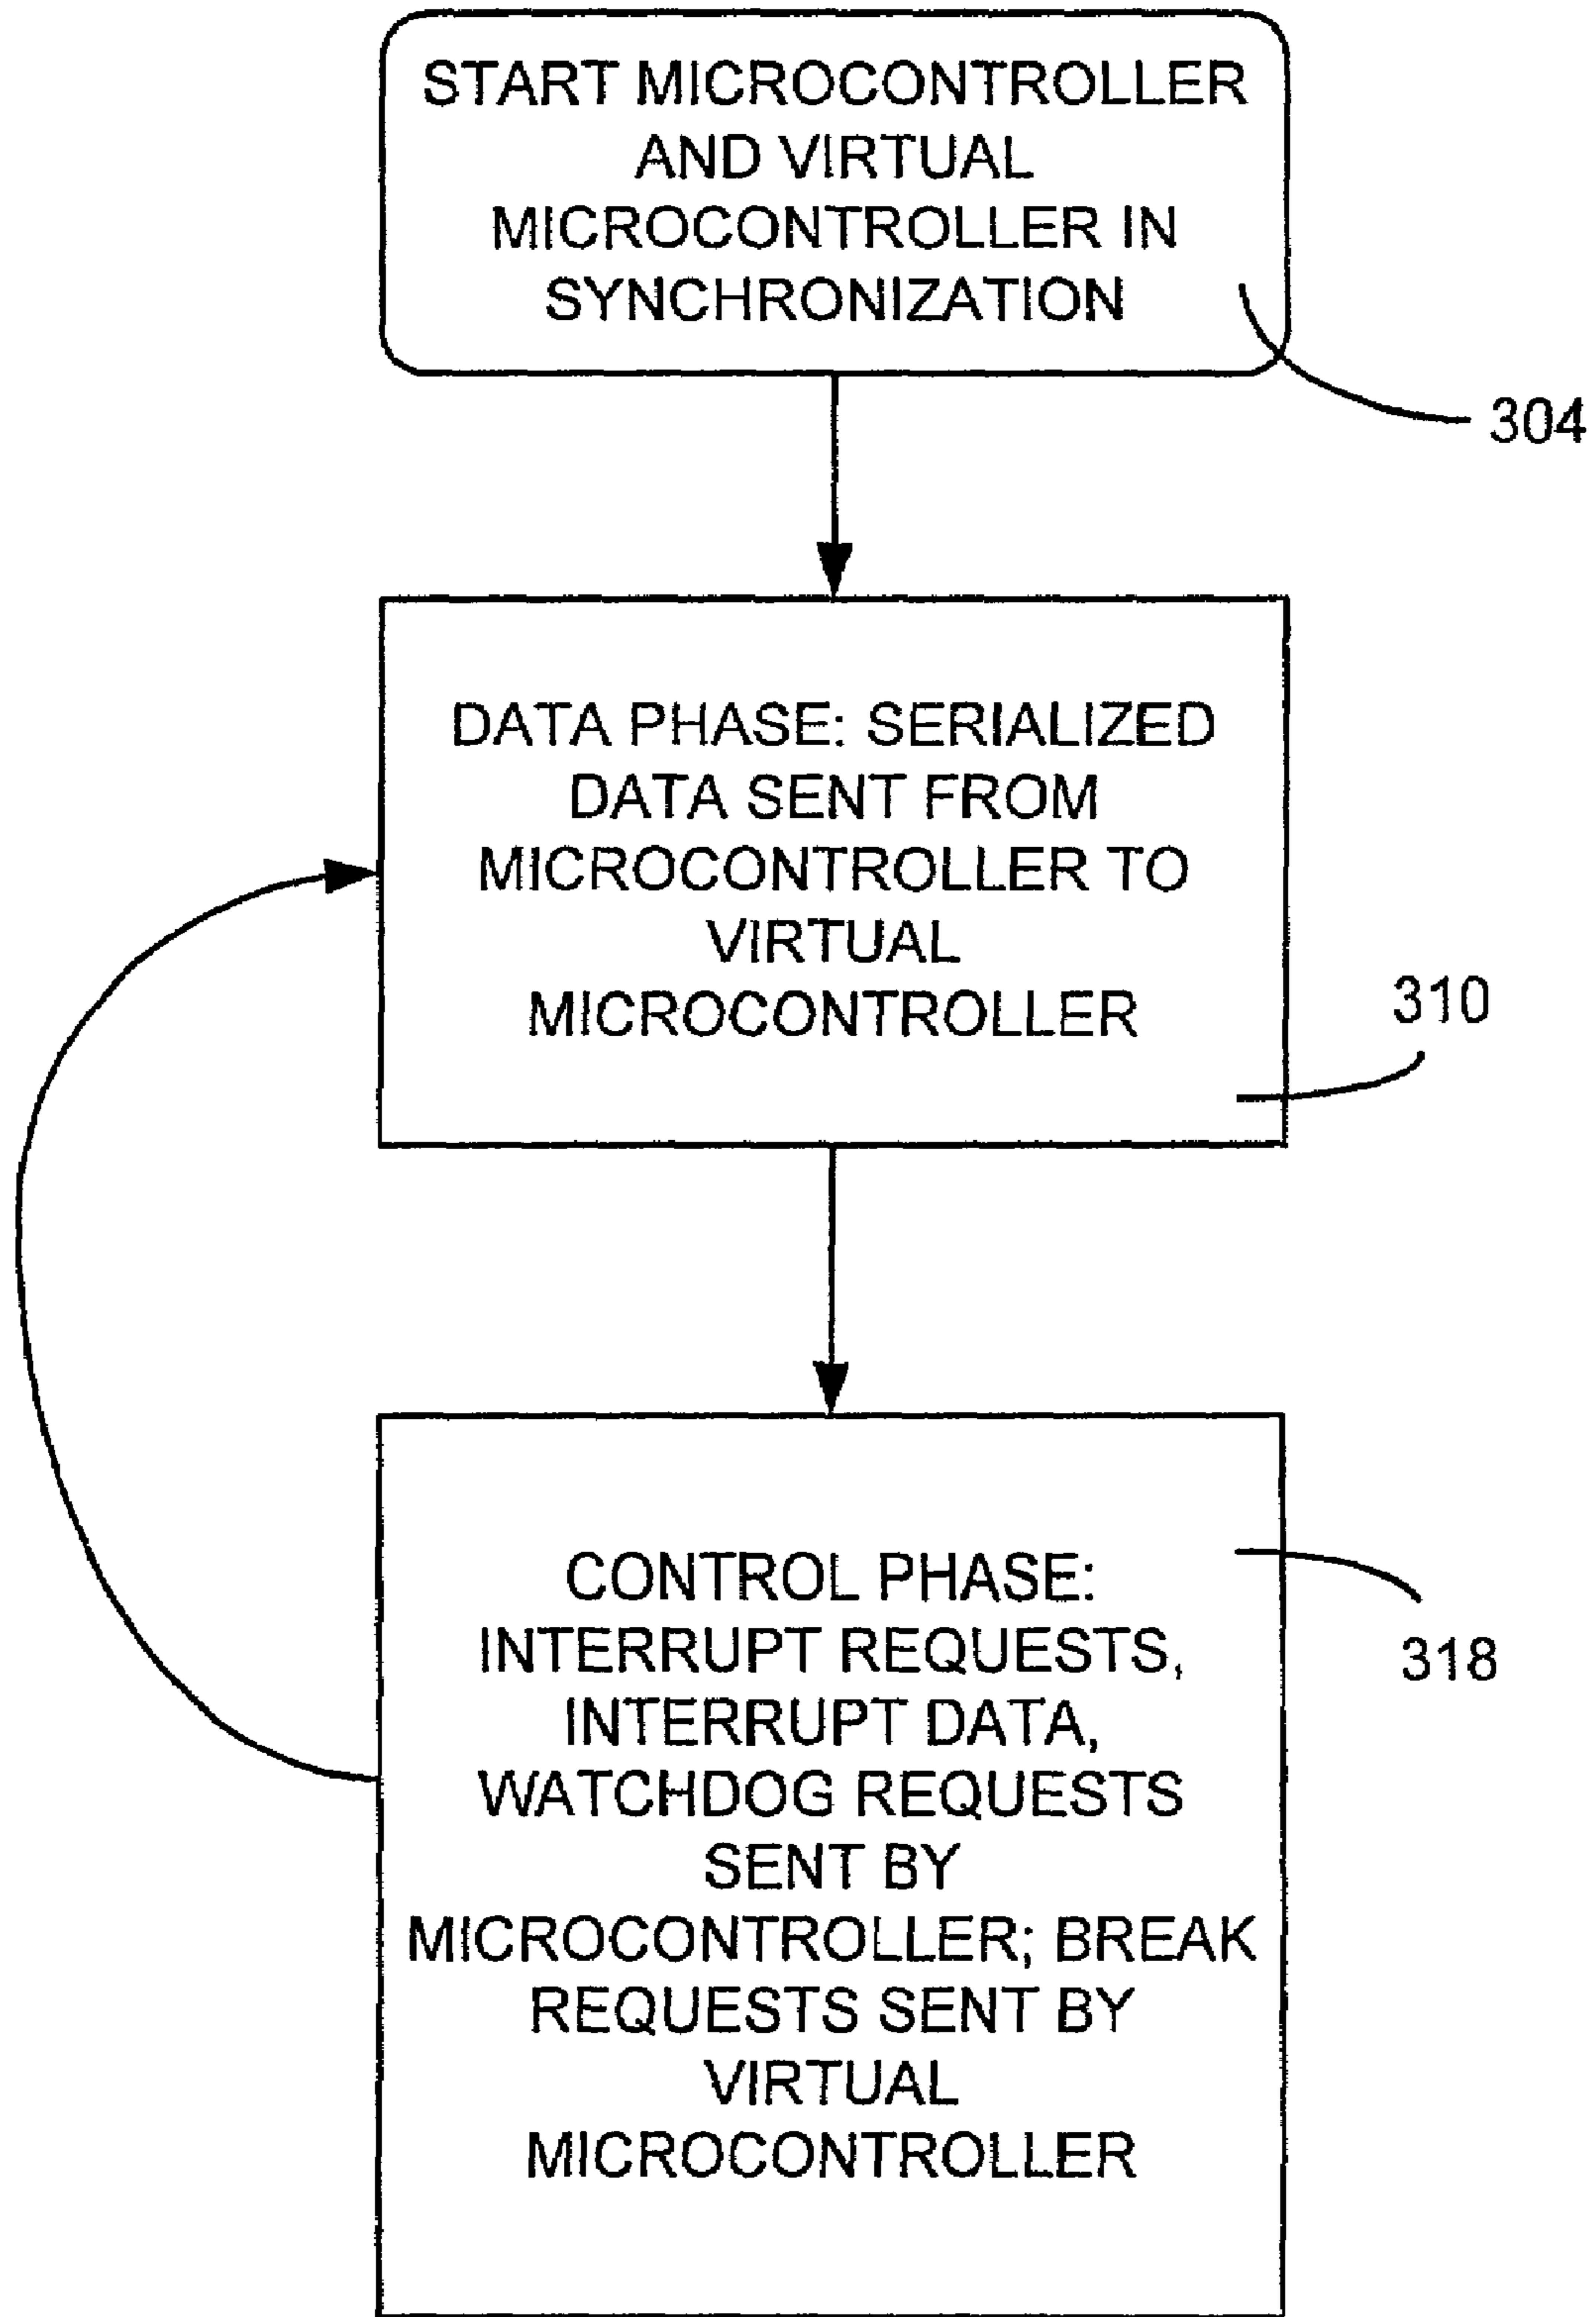 START MICROCONTROLLER
AND VIRTUAL
MICROCONTROLLER IN
SYNCHRONIZATION
304
DATA PHASE: SERIALIZED
DATA SENT FROM
MICROCONTROLLER TO
VIRTUAL
MICROCONTROLLER
310
CONTROL PHASE:
INTERRUPT REQUESTS,
INTERRUPT DATA,
WATCHDOG REQUESTS
SENT BY
MICROCONTROLLER; BREAK
REQUESTS SENT BY
VIRTUAL
MICROCONTROLLER
318